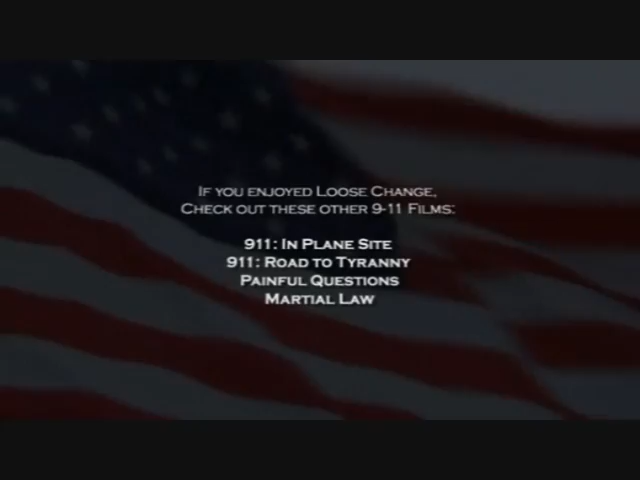 If you enjoyed Loose Change,
Check out these other 9-11 Films:
911: In Plane Site
911: Road to Tyranny
Painful Questions
Martial Law